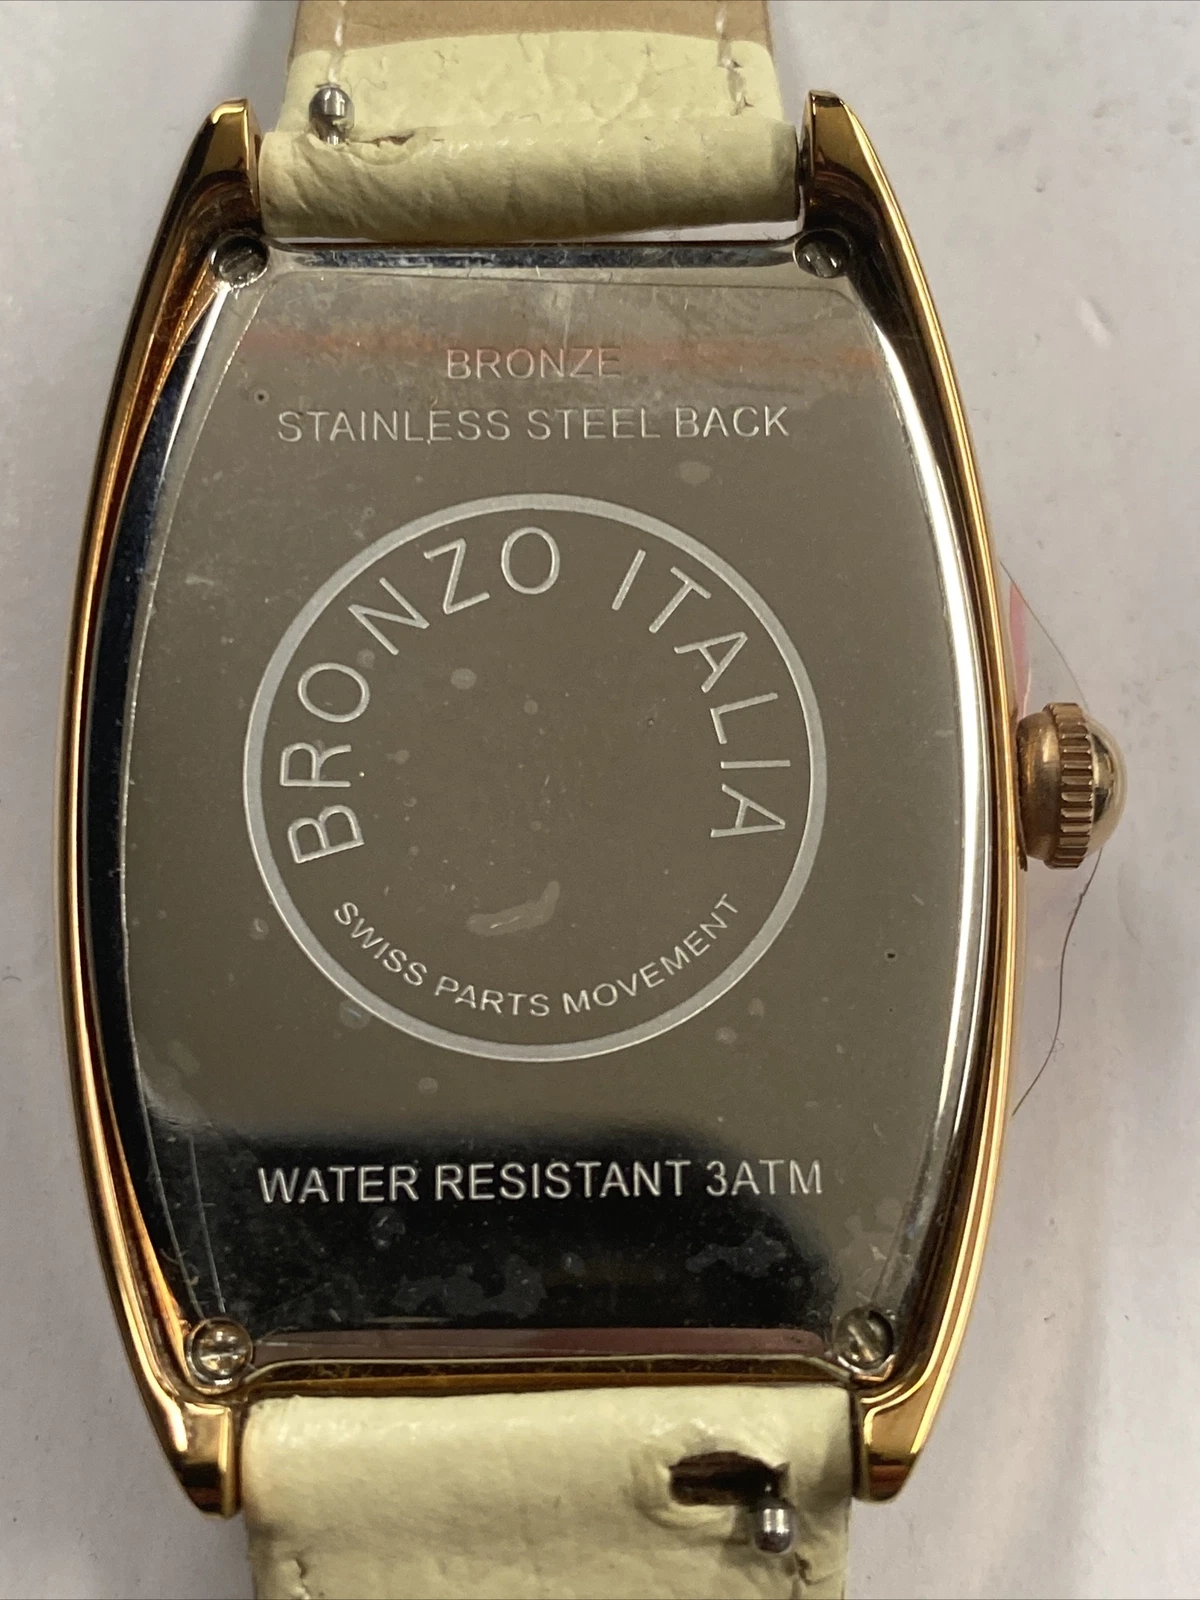 BRONZE
STAINLESS STEEL BACK
BRONZO ITALIA
SWISS PARTS MOVEMENT
WATER RESISTANT 3ATM